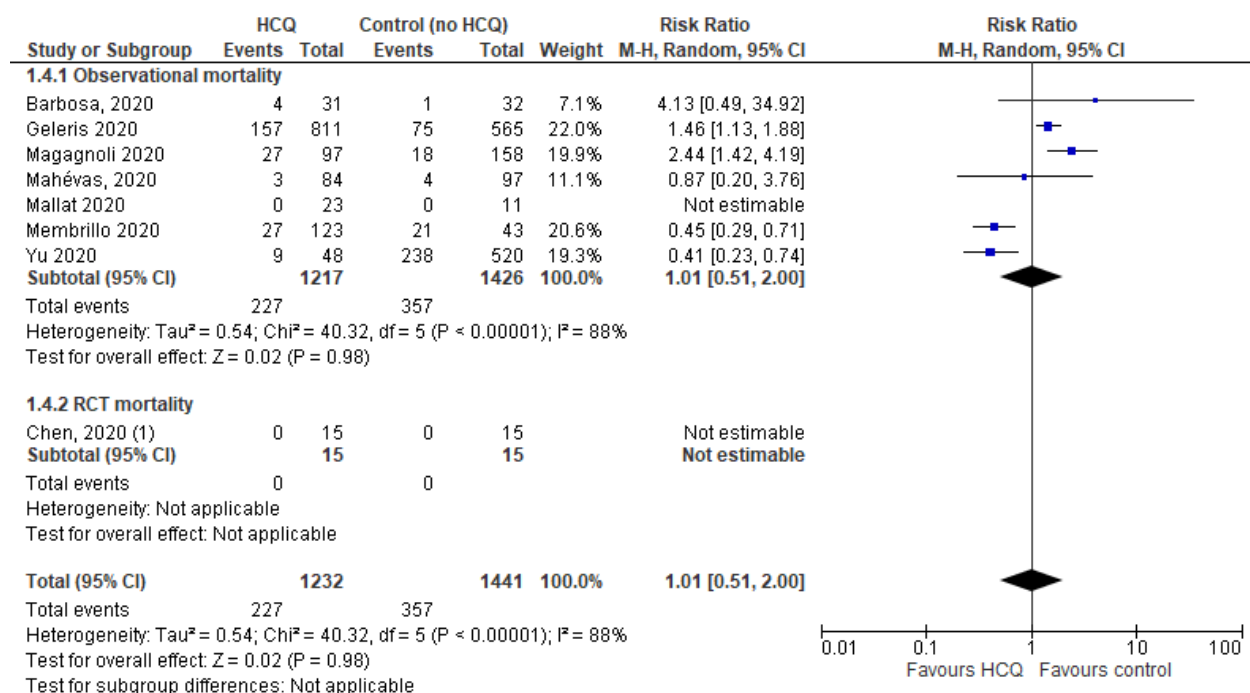 HCQ Control (no HCQ) Risk Ratio Risk Ratio
Study or Subgroup Events Total Events Total Weight M-H, Random, 95% CI M-H, Random, 95% CI
1.4.1 Observational mortality
Barbosa, 2020 4 31 1 32 7.1% 4.13 [0.49, 34.92]
Geleris 2020 157 811 75 565 22.0% 1.46 [1.13, 1.88]
Magagnoli 2020 27 97 18 158 19.9% 2.44 [1.42, 4.19]
Mahévas, 2020 3 84 4 97 11.1% 0.87 [0.20, 3.76]
Mallat 2020 0 23 0 11 Not estimable
Membrillo 2020 27 123 21 43 20.6% 0.45 [0.29, 0.71]
Yu 2020 9 48 238 520 19.3% 0.41 [0.23, 0.74]
Subtotal (95% CI) 1217 1426 100.0% 1.01 [0.51, 2.00]
Total events 227 357
Heterogeneity: Tau² = 0.54; Chi² = 40.32, df = 5 (P < 0.00001); I² = 88%
Test for overall effect: Z = 0.02 (P = 0.98)
1.4.2 RCT mortality
Chen, 2020 (1) 0 15 0 15 Not estimable
Subtotal (95% CI) 15 15 Not estimable
Total events 0 0
Heterogeneity: Not applicable
Test for overall effect: Not applicable
Total (95% CI) 1232 1441 100.0% 1.01 [0.51, 2.00]
Total events 227 357
Heterogeneity: Tau² = 0.54; Chi² = 40.32, df = 5 (P < 0.00001); I² = 88%
Test for overall effect: Z = 0.02 (P = 0.98)
Test for subgroup differences: Not applicable
0.01 0.1 1 10 100
Favours HCQ Favours control